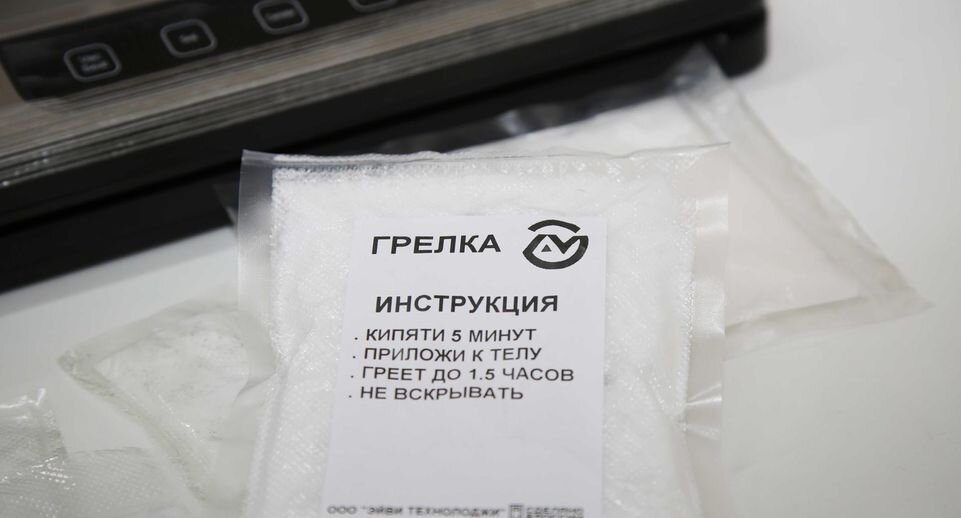 ГРЕЛКА
ИНСТРУКЦИЯ
. КИПЯТИ 5 МИНУТ
. ПРИЛОЖИ К ТЕЛУ
. ГРЕЕТ ДО 1.5 ЧАСОВ
. НЕ ВСКРЫВАТЬ
ООО "ЭЙВИ ТЕХНОЛОДЖИ"